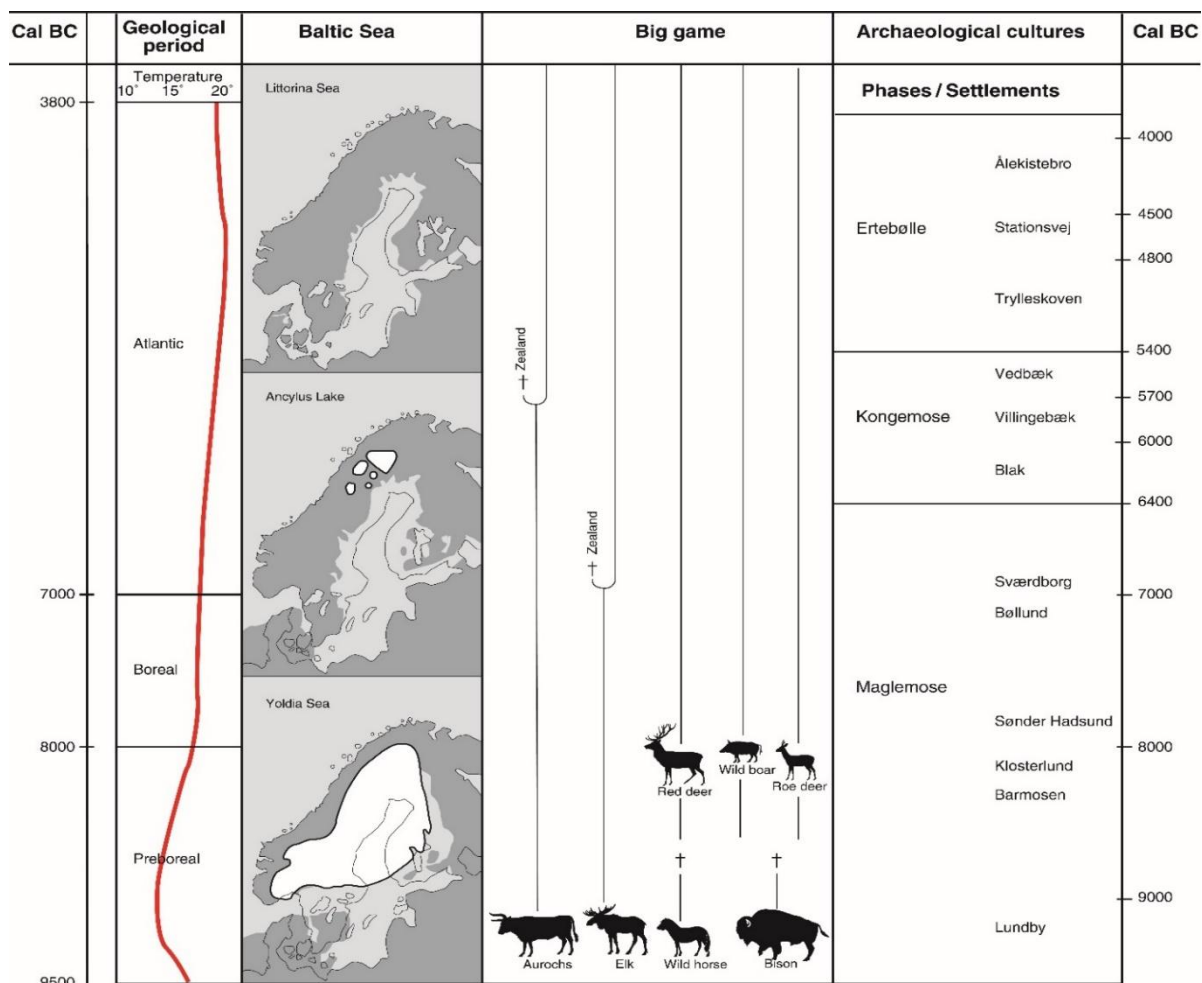 Cal BC
Geological
period
Baltic Sea
Big game
Archaeological cultures
Cal BC
Temperature
10° 15° 20°
3800
7000
8000
9500
Atlantic
Boreal
Preboreal
Littorina Sea
Ancylus Lake
Yoldia Sea
† Zealand
† Zealand
Red deer
Wild boar
Roe deer
†
†
Aurochs
Elk
Wild horse
Bison
Phases / Settlements
Ertebølle
Ålekistebro
Stationsvej
Trylleskoven
Kongemose
Vedbæk
Villingebæk
Blak
Maglemose
Sværdborg
Bøllund
Sønder Hadsund
Klosterlund
Barmosen
Lundby
4000
4500
4800
5400
5700
6000
6400
7000
8000
9000